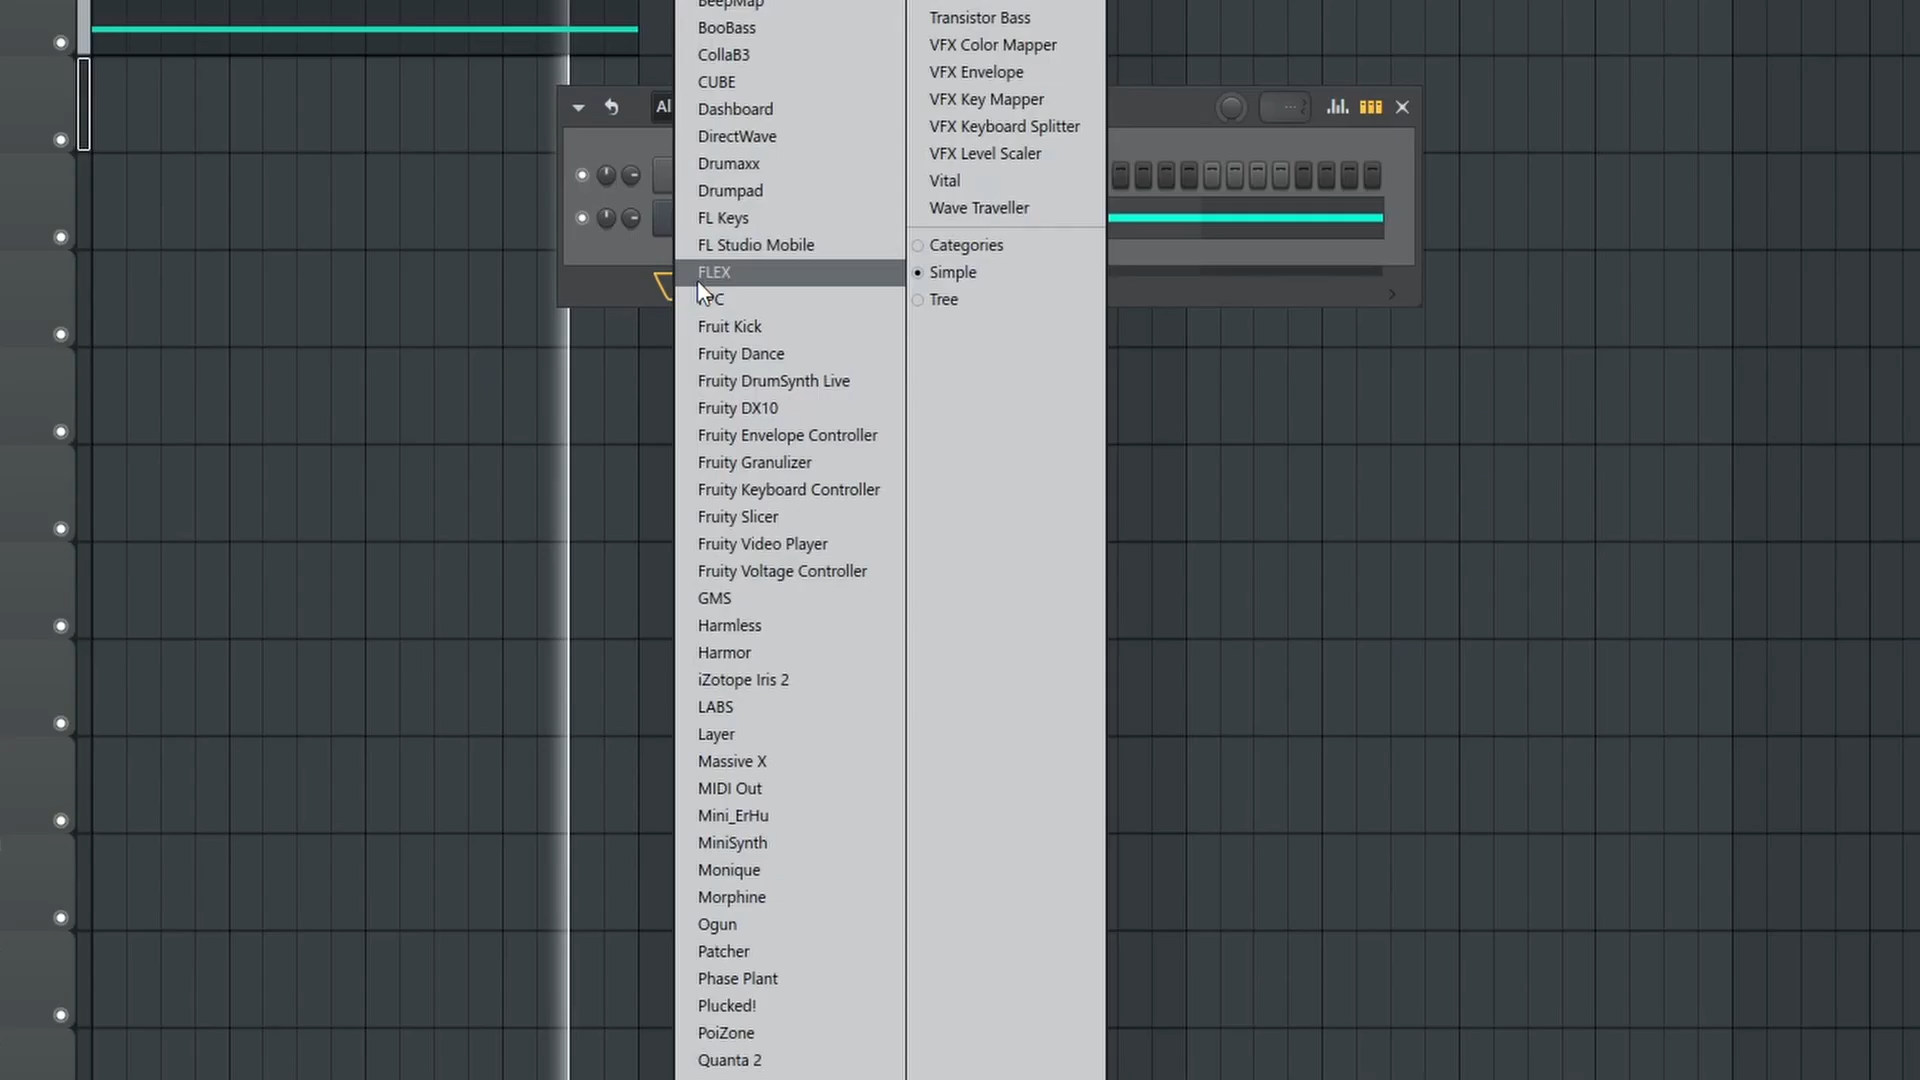 BeepMap
BooBass
CollaB3
CUBE
Dashboard
DirectWave
Drumaxx
Drumpad
FL Keys
FL Studio Mobile
FLEX
Fruit Kick
Fruity Dance
Fruity DrumSynth Live
Fruity DX10
Fruity Envelope Controller
Fruity Granulizer
Fruity Keyboard Controller
Fruity Slicer
Fruity Video Player
Fruity Voltage Controller
GMS
Harmless
Harmor
iZotope Iris 2
LABS
Layer
Massive X
MIDI Out
Mini_ErHu
MiniSynth
Monique
Morphine
Ogun
Patcher
Phase Plant
Plucked!
PoiZone
Quanta 2
Transistor Bass
VFX Color Mapper
VFX Envelope
VFX Key Mapper
VFX Keyboard Splitter
VFX Level Scaler
Vital
Wave Traveller
Categories
Simple
Tree